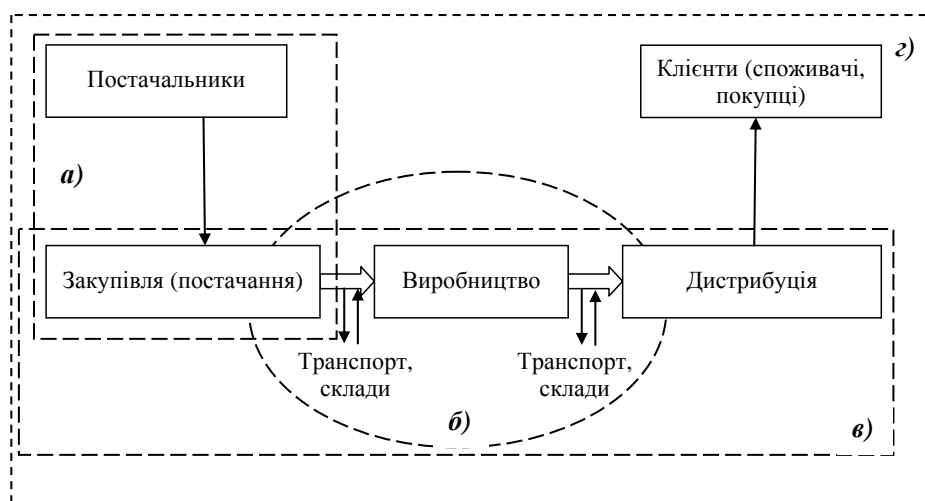 Постачальники
Клієнти (споживачі,
покупці)
г)
а)
Закупівля (постачання)
Виробництво
Дистрибуція
Транспорт,
склади
Транспорт,
склади
б)
в)